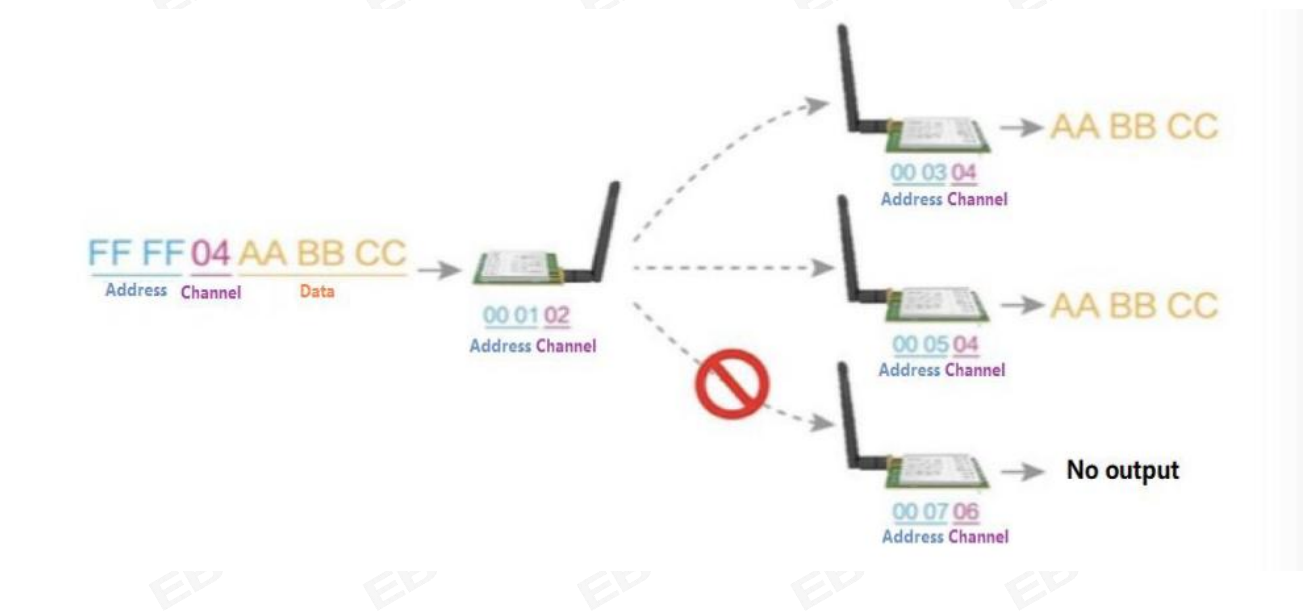 FF FF 04 AA BB CC
Address Channel Data
00 01 02
Address Channel
AA BB CC
00 03 04
Address Channel
AA BB CC
00 05 04
Address Channel
No output
00 07 06
Address Channel